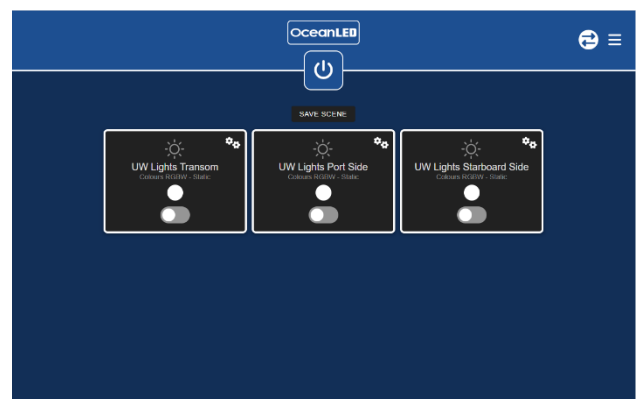 OceanLED
SAVE SCENE
UW Lights Transom
Colours RGBW - Static
UW Lights Port Side
Colours RGBW - Static
UW Lights Starboard Side
Colours RGBW - Static